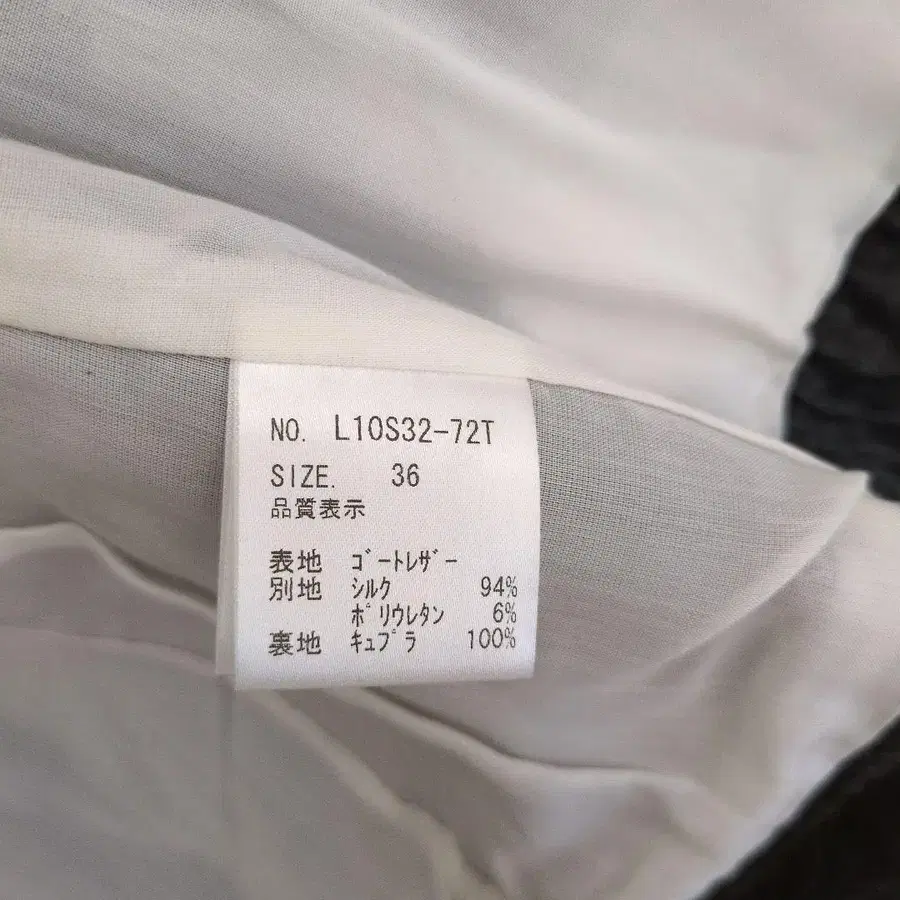 NO. L10S32-72T
SIZE. 36
品質表示
表地 ゴートレザー
別地 シルク 94%
ポリウレタン 6%
裏地 キュプラ 100%